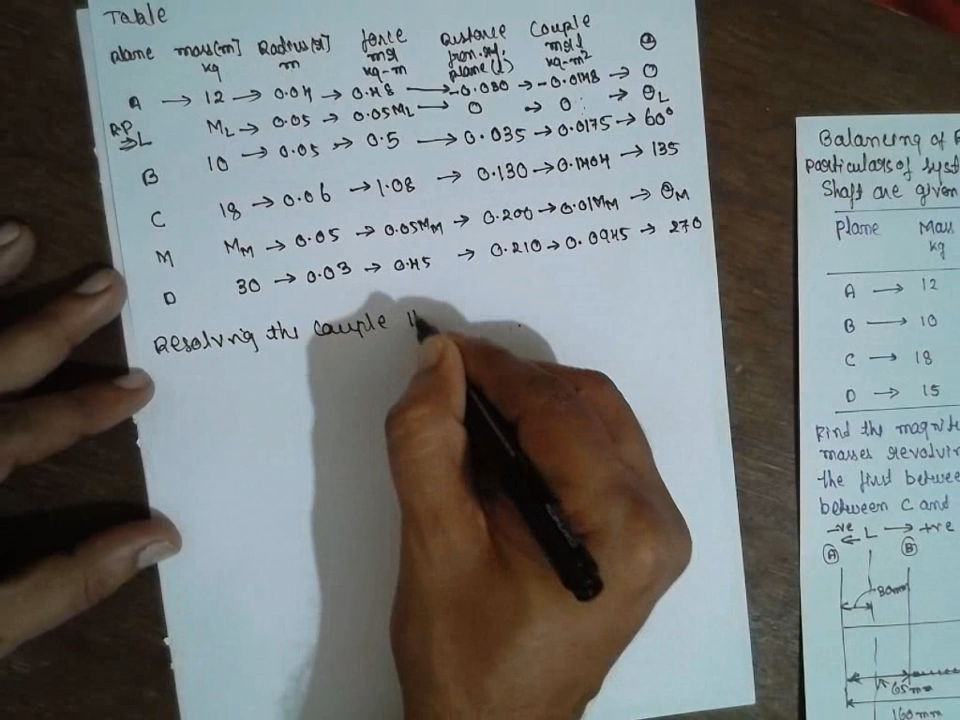 Table
plane mass[m] Radius[r] force Distance Couple θ
kg m mr from.ref. mrl
kg-m plane(l) kg-m²
A → 12 → 0.04 → 0.48 → -0.030 → -0.0148 → 0
R.P
⇒ L M_L → 0.05 → 0.05M_L → 0 → 0 → θ_L
B 10 → 0.05 → 0.5 → 0.035 → 0.0175 → 60°
C 18 → 0.06 → 1.08 → 0.130 → 0.1404 → 135
M M_M → 0.05 → 0.05M_M → 0.200 → 0.01M_M → θ_M
D 30 → 0.03 → 0.45 → 0.210 → 0.0945 → 270
Resolving the couple
Balancing of
particulars of syst
Shaft are given
plane Mass
kg
A → 12
B → 10
C → 18
D → 15
Find the magnit
masses revolvin
the first between
between C and
-ve ← L → +ve
A B
30mm
65mm
160mm